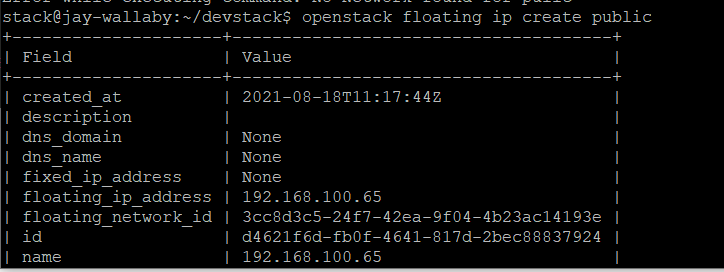 stack@jay-wallaby:~/devstack$ openstack floating ip create public
+---------------------+--------------------------------------+
| Field               | Value                                |
+---------------------+--------------------------------------+
| created_at          | 2021-08-18T11:17:44Z                 |
| description         |                                      |
| dns_domain          | None                                 |
| dns_name            | None                                 |
| fixed_ip_address    | None                                 |
| floating_ip_address | 192.168.100.65                       |
| floating_network_id | 3cc8d3c5-24f7-42ea-9f04-4b23ac14193e |
| id                  | d4621f6d-fb0f-4641-817d-2bec88837924 |
| name                | 192.168.100.65                       |